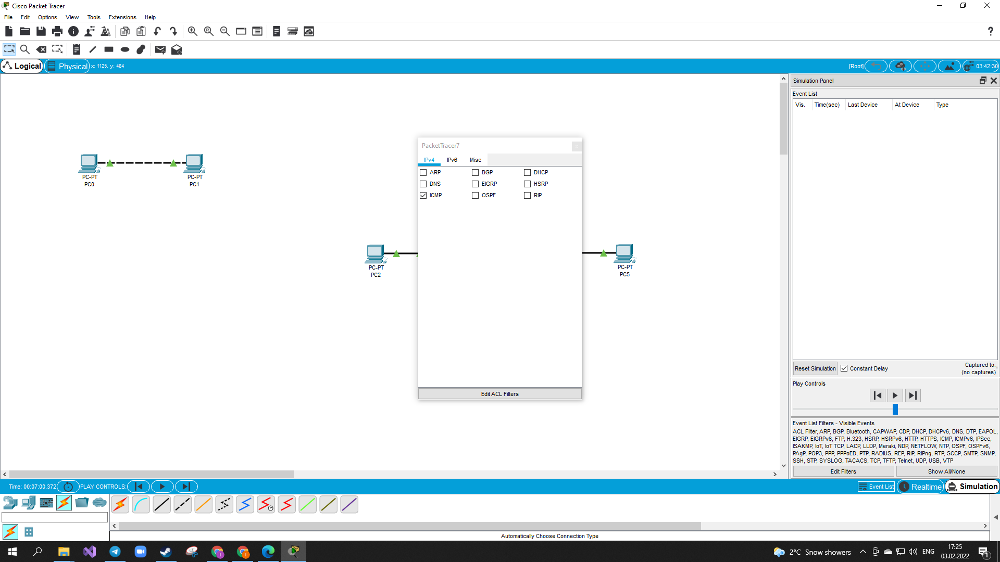 Cisco Packet Tracer
File Edit Options View Tools Extensions Help
Logical Physical x: 1125, y: 484 [Root] 03:42:30
Simulation Panel
Event List
Vis. Time(sec) Last Device At Device Type
PacketTracer7
IPv4 IPv6 Misc
ARP BGP DHCP
DNS EIGRP HSRP
ICMP OSPF RIP
PC-PT
PC0
PC-PT
PC1
PC-PT
PC2
PC-PT
PC5
Edit ACL Filters
Reset Simulation Constant Delay Captured to:
(no captures)
Play Controls
Event List Filters - Visible Events
ACL Filter, ARP, BGP, Bluetooth, CAPWAP, CDP, DHCP, DHCPv6, DNS, DTP, EAPOL,
EIGRP, EIGRPv6, FTP, H.323, HSRP, HSRPv6, HTTP, HTTPS, ICMP, ICMPv6, IPSec,
ISAKMP, IoT, IoT TCP, LACP, LLDP, Meraki, NDP, NETFLOW, NTP, OSPF, OSPFv6,
PAgP, POP3, PPP, PPPoED, PTP, RADIUS, REP, RIP, RIPng, RTP, SCCP, SMTP, SNMP,
SSH, STP, SYSLOG, TACACS, TCP, TFTP, Telnet, UDP, USB, VTP
Edit Filters Show All/None
Time: 00:07:00.372 PLAY CONTROLS: Event List Realtime Simulation
Automatically Choose Connection Type
2°C Snow showers ENG 17:25
03.02.2022
1